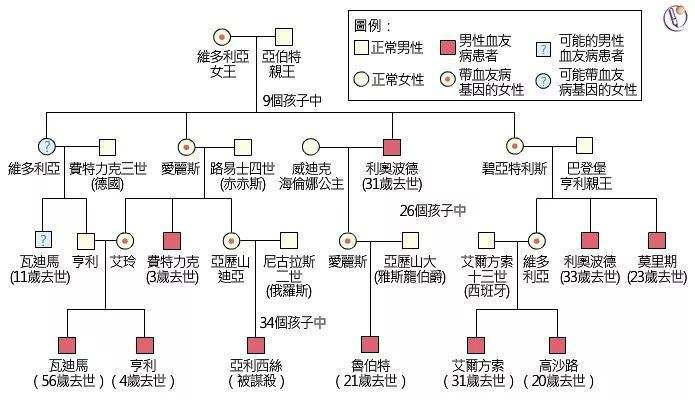 圖例：
正常男性
男性血友
病患者
可能的男性
血友病患者
正常女性
帶血友病
基因的女性
可能帶血友
病基因的女性
維多利亞
女王
亞伯特
親王
9個孩子中
?
維多利亞
費特力克三世
(德國)
愛麗斯
路易士四世
(赤赤斯)
威迪克
海倫娜公主
利奧波德
(31歲去世)
碧亞特利斯
巴登堡
亨利親王
26個孩子中
?
瓦迪馬
(11歲去世)
亨利
艾玲
費特力克
(3歲去世)
亞歷山
迪亞
尼古拉斯
二世
(俄羅斯)
愛麗斯
亞歷山大
(雅斯龍伯爵)
艾爾方索
十三世
(西班牙)
維多
利亞
利奧波德
(33歲去世)
莫里期
(23歲去世)
34個孩子中
瓦迪馬
(56歲去世)
亨利
(4歲去世)
亞利西絲
(被謀殺)
魯伯特
(21歲去世)
艾爾方索
(31歲去世)
高沙路
(20歲去世)